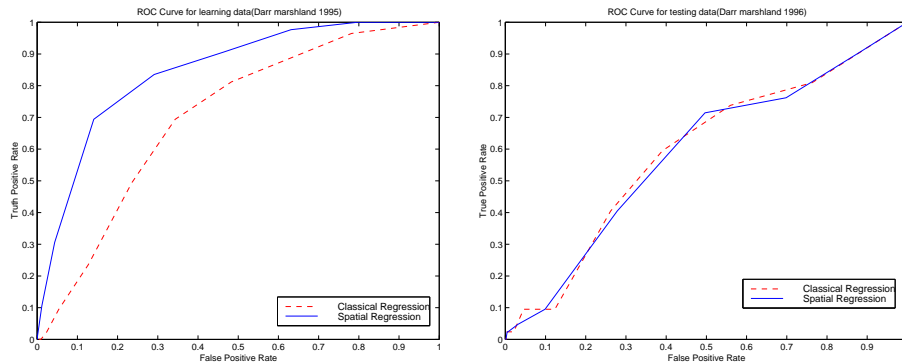 ROC Curve for learning data(Darr marshland 1995)
1
0.9
0.8
0.7
0.6
0.5
0.4
0.3
0.2
0.1
0
Truth Positive Rate
0 0.1 0.2 0.3 0.4 0.5 0.6 0.7 0.8 0.9 1
False Positive Rate
Classical Regression
Spatial Regression
ROC Curve for testing data(Darr marshland 1996)
1
0.9
0.8
0.7
0.6
0.5
0.4
0.3
0.2
0.1
0
True Positive Rate
0 0.1 0.2 0.3 0.4 0.5 0.6 0.7 0.8 0.9
False Positive Rate
Classical Regression
Spatial Regression